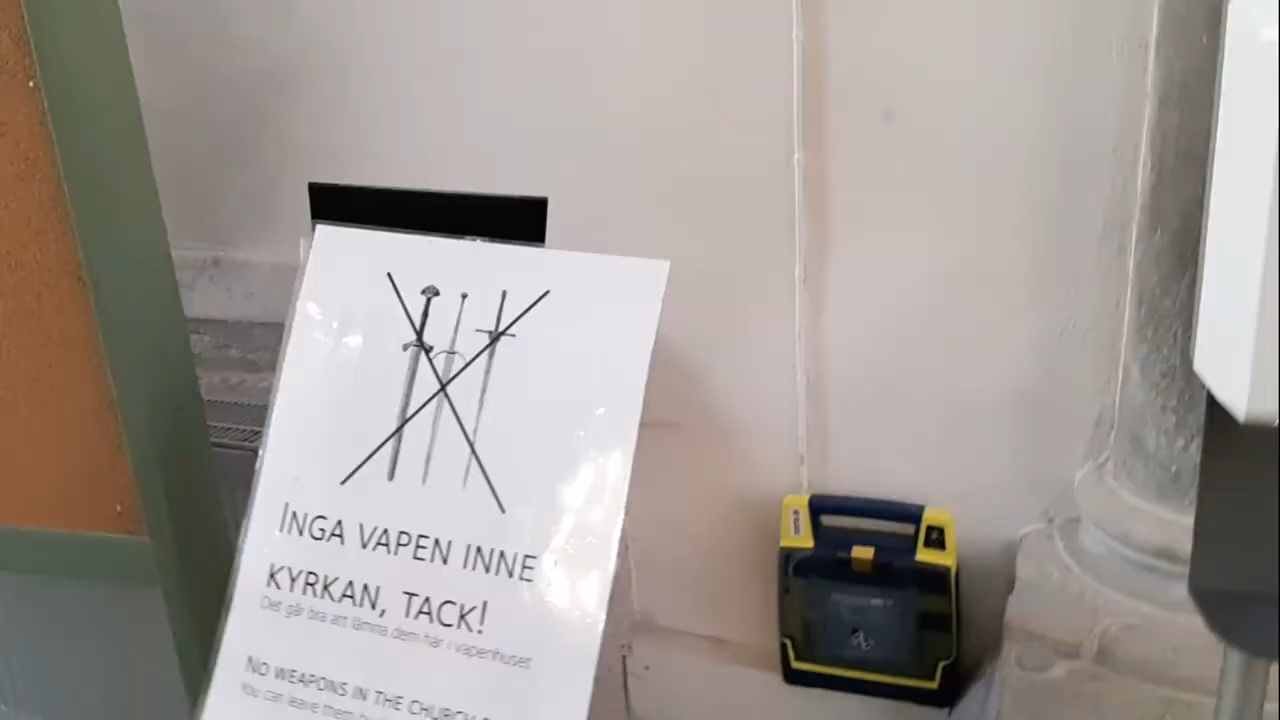 INGA VAPEN INNE
KYRKAN, TACK!
Det går bra att lämna dem här i vapenhuset
NO WEAPONS IN THE CHURCH
You can leave them